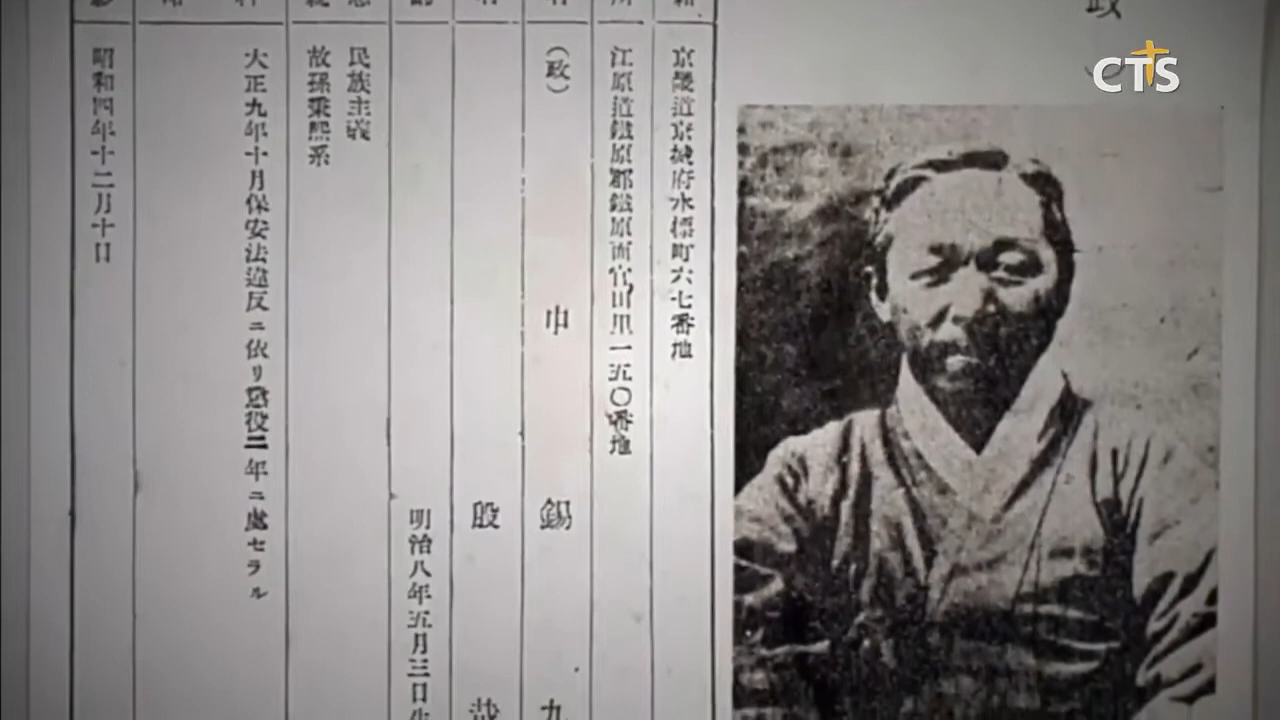 政
CTS
京畿道京城府水標町六七番地
江原道鐵原郡鐵原面官田里一五〇番地
(政)
申錫九
殷哉
明治八年五月三日生
民族主義
故孫秉熙系
大正九年十月保安法違反ニ依リ懲役二年ニ處セラル
昭和四年十二月十日